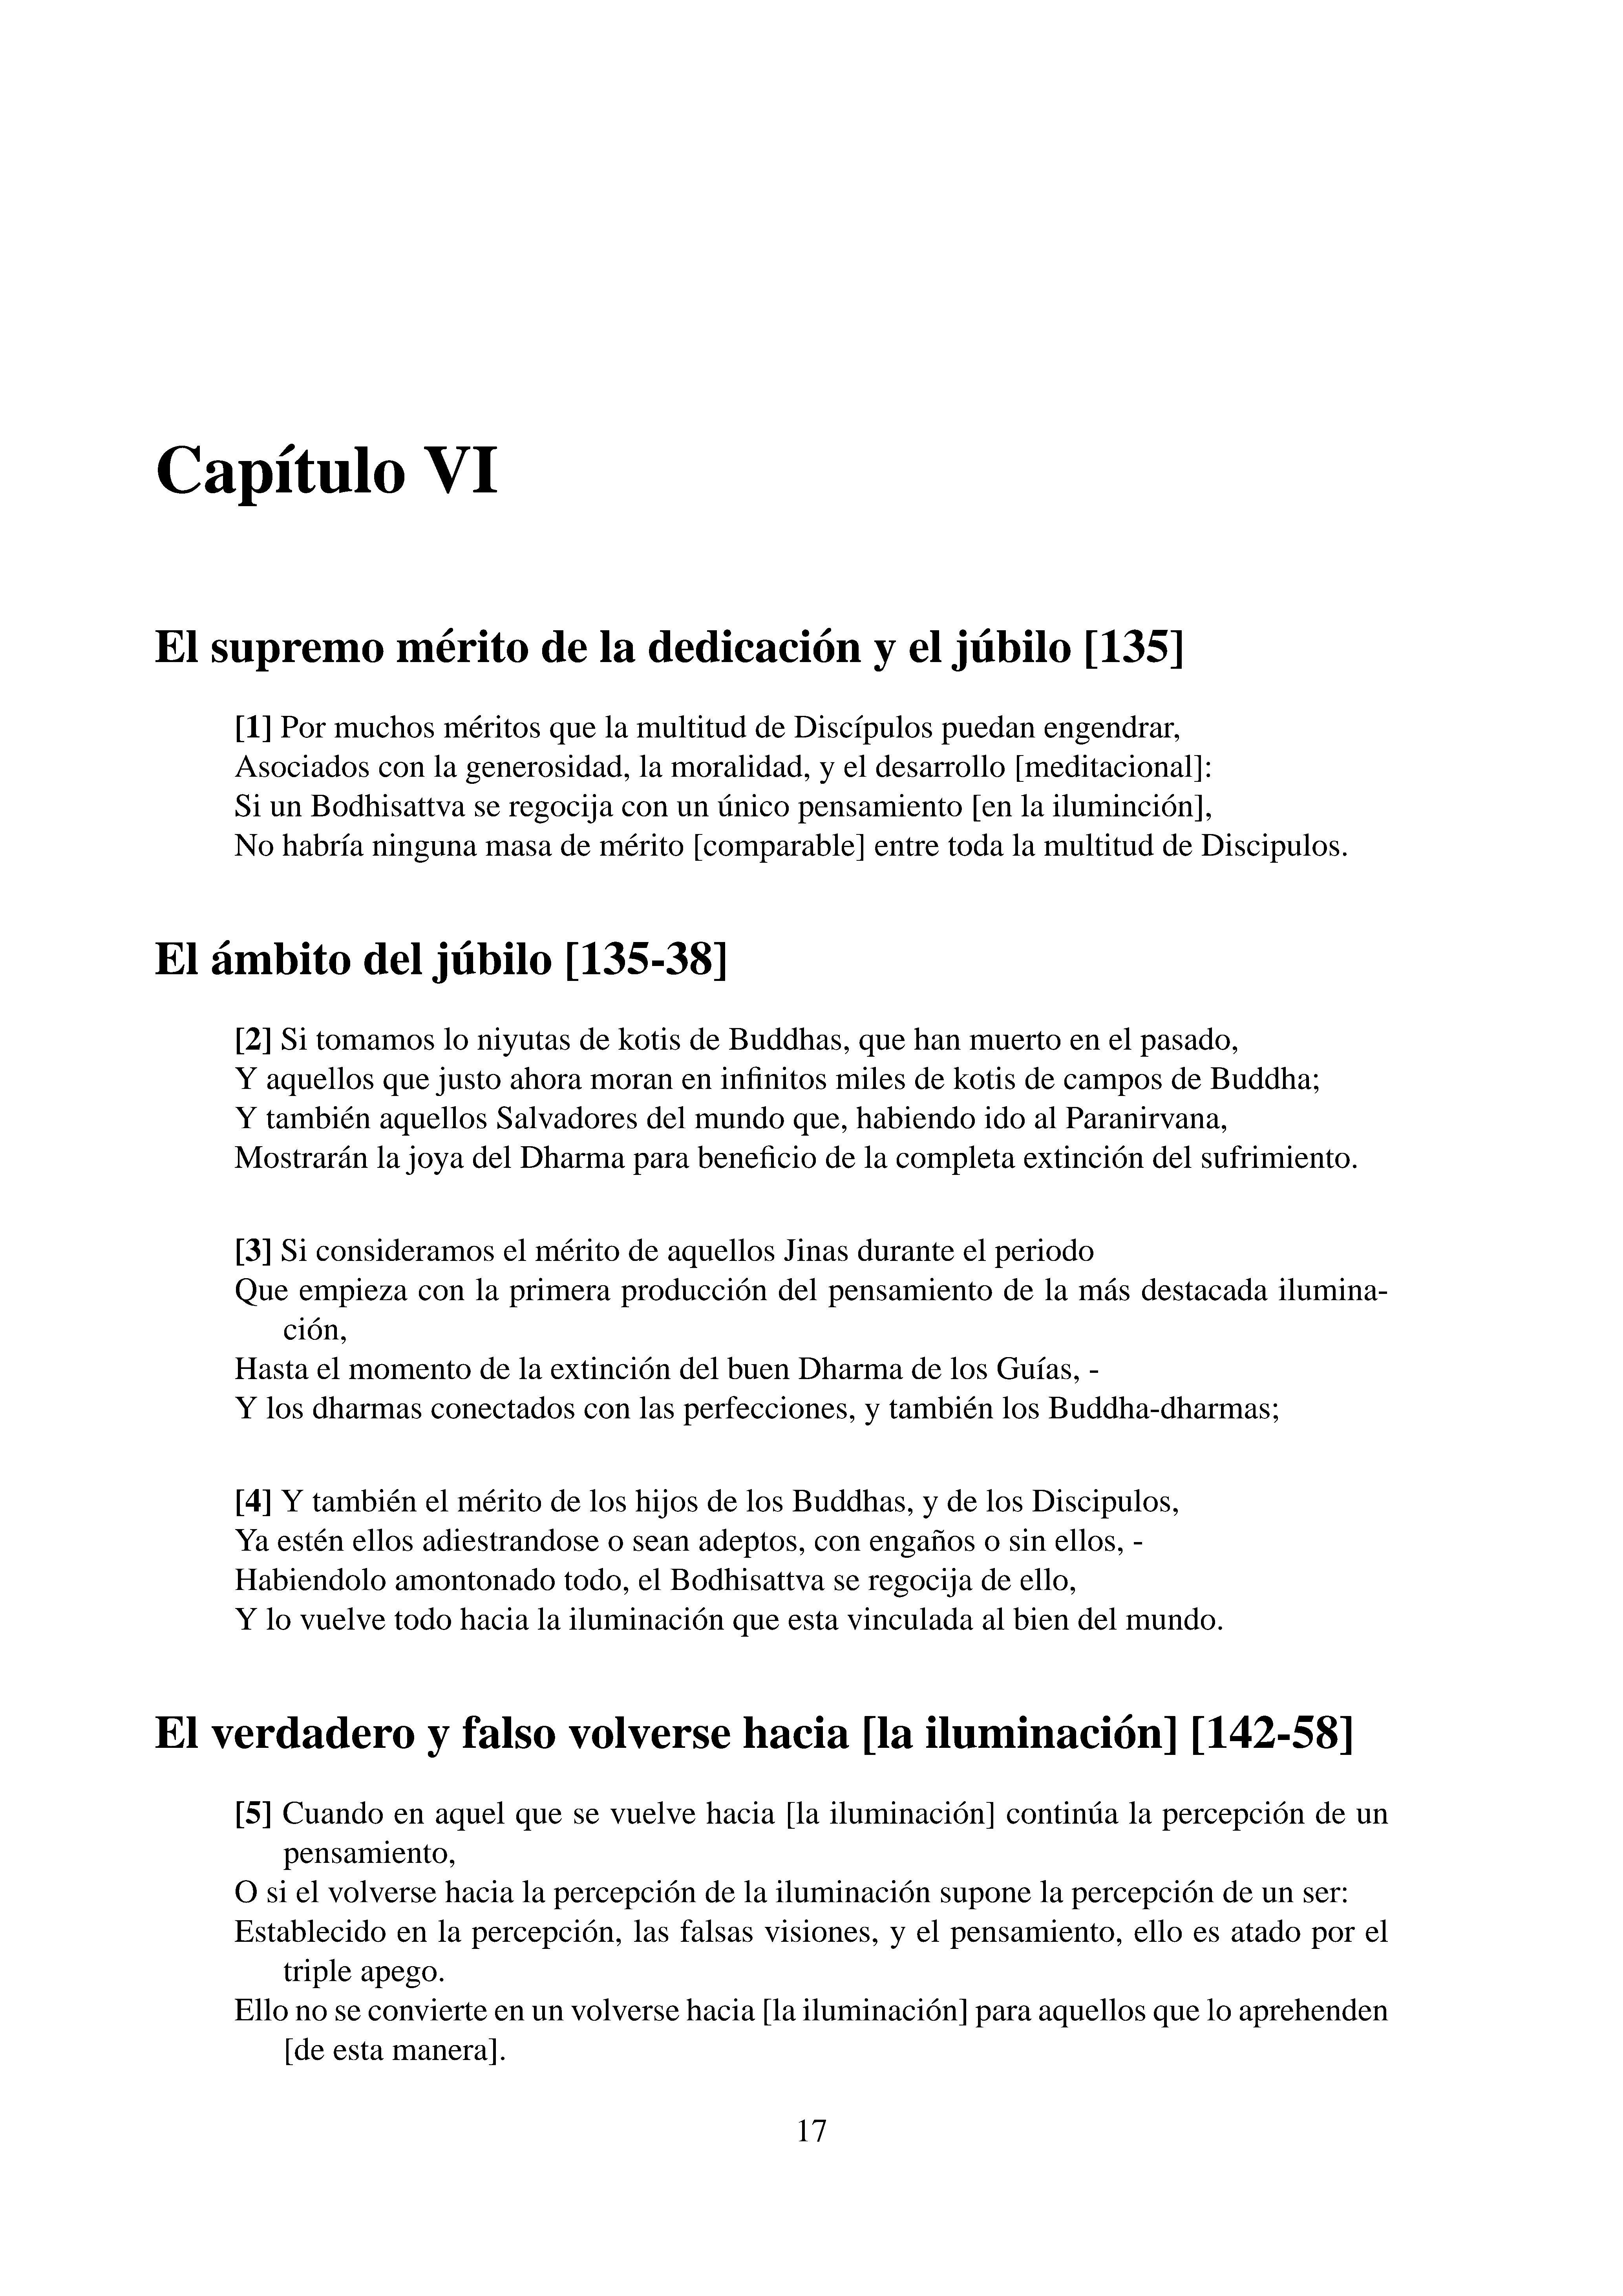 Capítulo VI
El supremo mérito de la dedicación y el júbilo [135]
[1] Por muchos méritos que la multitud de Discípulos puedan engendrar,
Asociados con la generosidad, la moralidad, y el desarrollo [meditacional]:
Si un Bodhisattva se regocija con un único pensamiento [en la iluminción],
No habría ninguna masa de mérito [comparable] entre toda la multitud de Discipulos.
El ámbito del júbilo [135-38]
[2] Si tomamos lo niyutas de kotis de Buddhas, que han muerto en el pasado,
Y aquellos que justo ahora moran en infinitos miles de kotis de campos de Buddha;
Y también aquellos Salvadores del mundo que, habiendo ido al Paranirvana,
Mostrarán la joya del Dharma para beneficio de la completa extinción del sufrimiento.
[3] Si consideramos el mérito de aquellos Jinas durante el periodo
Que empieza con la primera producción del pensamiento de la más destacada ilumina-
ción,
Hasta el momento de la extinción del buen Dharma de los Guías, -
Y los dharmas conectados con las perfecciones, y también los Buddha-dharmas;
[4] Y también el mérito de los hijos de los Buddhas, y de los Discipulos,
Ya estén ellos adiestrandose o sean adeptos, con engaños o sin ellos, -
Habiendolo amontonado todo, el Bodhisattva se regocija de ello,
Y lo vuelve todo hacia la iluminación que esta vinculada al bien del mundo.
El verdadero y falso volverse hacia [la iluminación] [142-58]
[5] Cuando en aquel que se vuelve hacia [la iluminación] continúa la percepción de un
pensamiento,
O si el volverse hacia la percepción de la iluminación supone la percepción de un ser:
Establecido en la percepción, las falsas visiones, y el pensamiento, ello es atado por el
triple apego.
Ello no se convierte en un volverse hacia [la iluminación] para aquellos que lo aprehenden
[de esta manera].
17